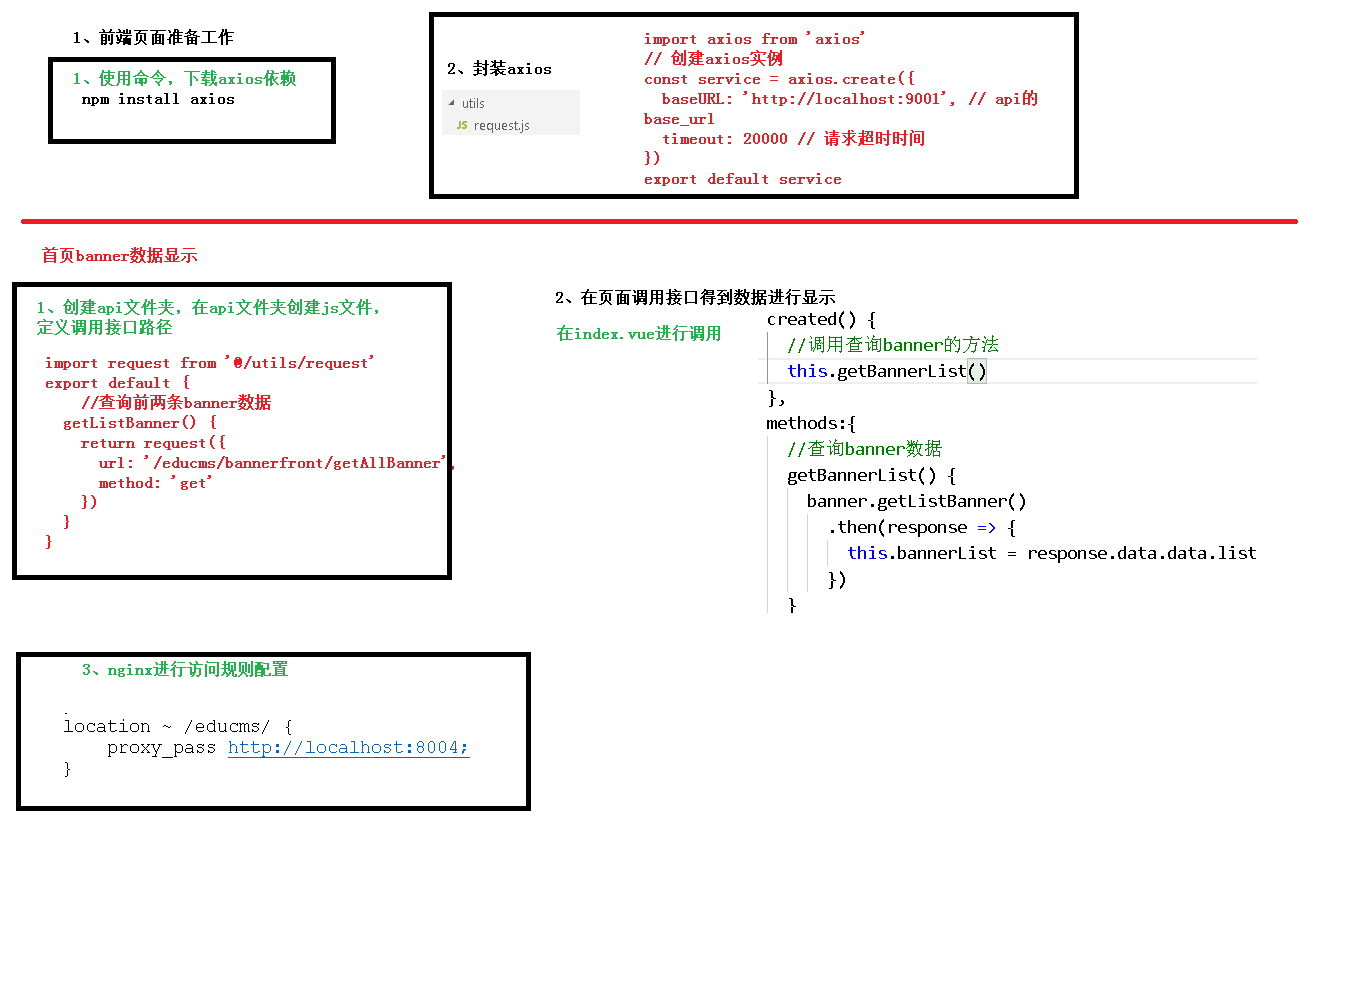 1、前端页面准备工作
1、使用命令，下载axios依赖
npm install axios
2、封装axios
utils
JS request.js
import axios from 'axios'
// 创建axios实例
const service = axios.create({
  baseURL: 'http://localhost:9001', // api的
base_url
  timeout: 20000 // 请求超时时间
})
export default service
首页banner数据显示
1、创建api文件夹，在api文件夹创建js文件，
定义调用接口路径
import request from '@/utils/request'
export default {
    //查询前两条banner数据
  getListBanner() {
    return request({
      url: '/educms/bannerfront/getAllBanner',
      method: 'get'
    })
  }
}
2、在页面调用接口得到数据进行显示
在index.vue进行调用
created() {
  //调用查询banner的方法
  this.getBannerList()
},
methods:{
  //查询banner数据
  getBannerList() {
    banner.getListBanner()
      .then(response => {
        this.bannerList = response.data.data.list
      })
  }
3、nginx进行访问规则配置
location ~ /educms/ {
    proxy_pass http://localhost:8004;
}